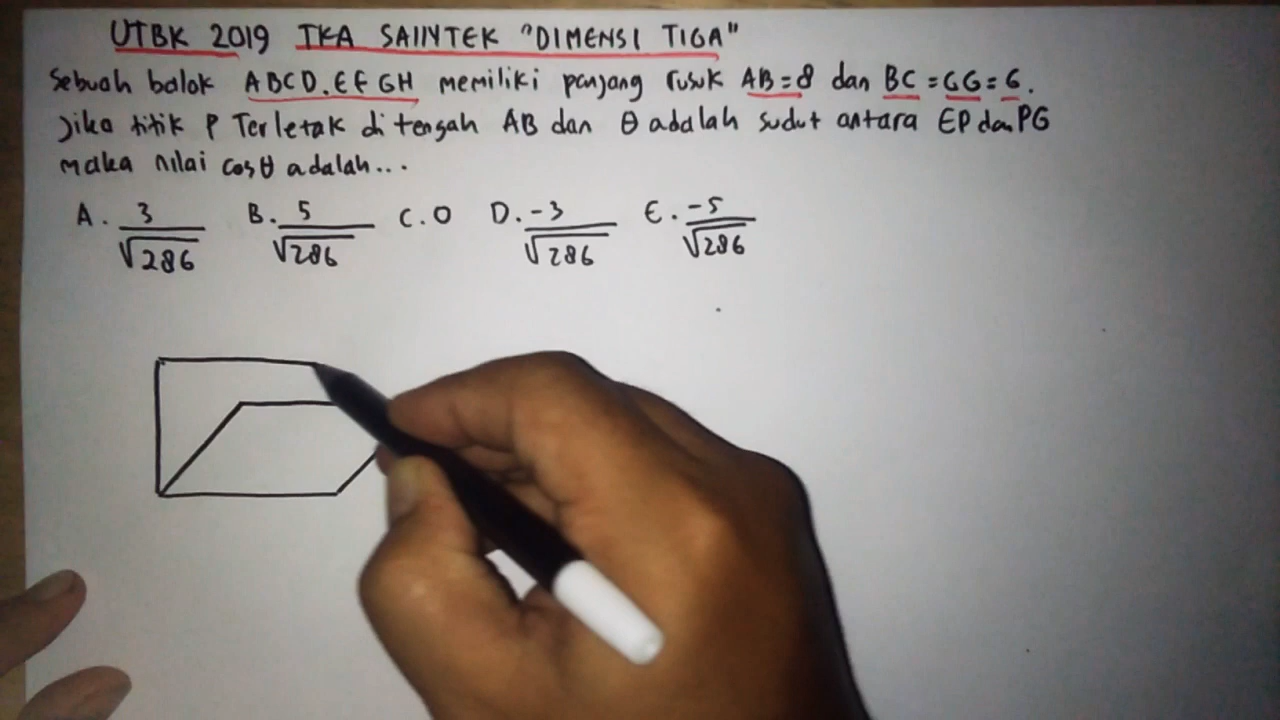 UTBK 2019 TKA SAINTEK "DIMENSI TIGA"
Sebuah balok ABCD.EFGH memiliki panjang rusuk AB=8 dan BC=CG=6.
Jika titik P Terletak di tengah AB dan θ adalah sudut antara EP dan PG
maka nilai cos θ adalah...
A. 3/√286 B. 5/√286 C. 0 D. -3/√286 E. -5/√286